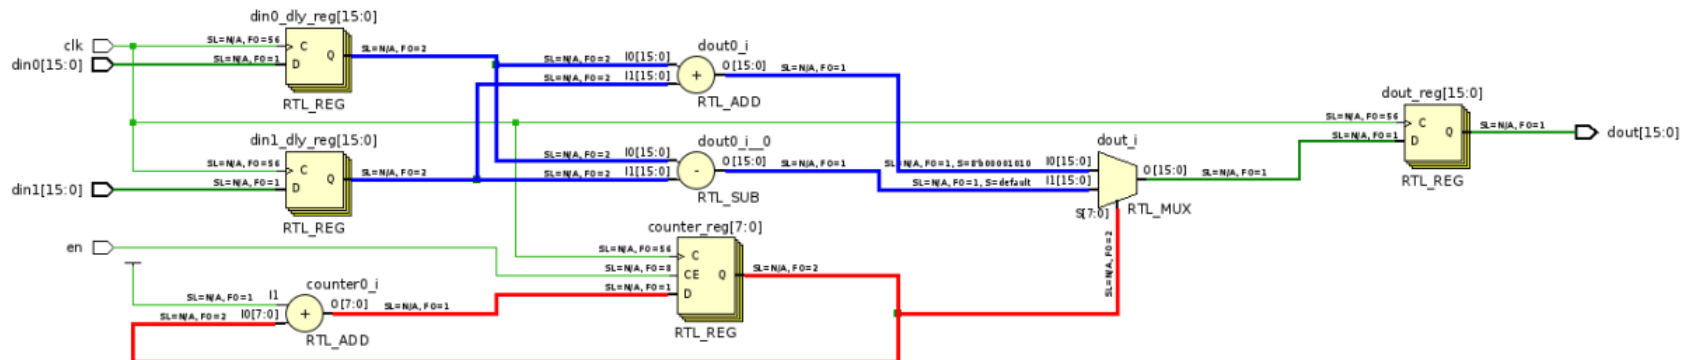 din0_dly_reg[15:0]
clk
SL=N/A, FO=56
C
Q
SL=N/A, FO=2
din0[15:0]
SL=N/A, FO=1
D
RTL_REG
dout0_i
SL=N/A, FO=2
I0[15:0]
SL=N/A, FO=2
I1[15:0]
+
O[15:0]
SL=N/A, FO=1
RTL_ADD
din1_dly_reg[15:0]
SL=N/A, FO=56
C
Q
SL=N/A, FO=2
din1[15:0]
SL=N/A, FO=1
D
RTL_REG
dout0_i__0
SL=N/A, FO=2
I0[15:0]
SL=N/A, FO=2
I1[15:0]
-
O[15:0]
SL=N/A, FO=1
RTL_SUB
dout_i
SL=N/A, FO=1, S=8'b00001010
I0[15:0]
SL=N/A, FO=1, S=default
I1[15:0]
O[15:0]
SL=N/A, FO=1
S[7:0]
RTL_MUX
SL=N/A, FO=2
dout_reg[15:0]
SL=N/A, FO=56
C
Q
SL=N/A, FO=1
dout[15:0]
SL=N/A, FO=1
D
RTL_REG
en
counter_reg[7:0]
SL=N/A, FO=56
C
SL=N/A, FO=8
CE
Q
SL=N/A, FO=2
SL=N/A, FO=1
D
RTL_REG
counter0_i
SL=N/A, FO=1
I1
SL=N/A, FO=2
I0[7:0]
+
O[7:0]
SL=N/A, FO=1
RTL_ADD